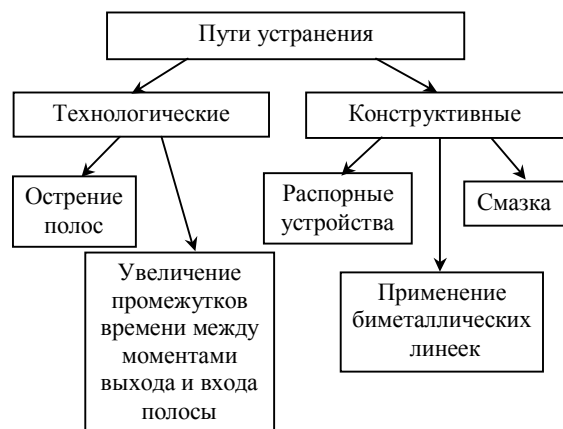 Пути устранения
Технологические
Конструктивные
Острение
полос
Распорные
устройства
Смазка
Увеличение
промежутков
времени между
моментами
выхода и входа
полосы
Применение
биметаллических
линеек